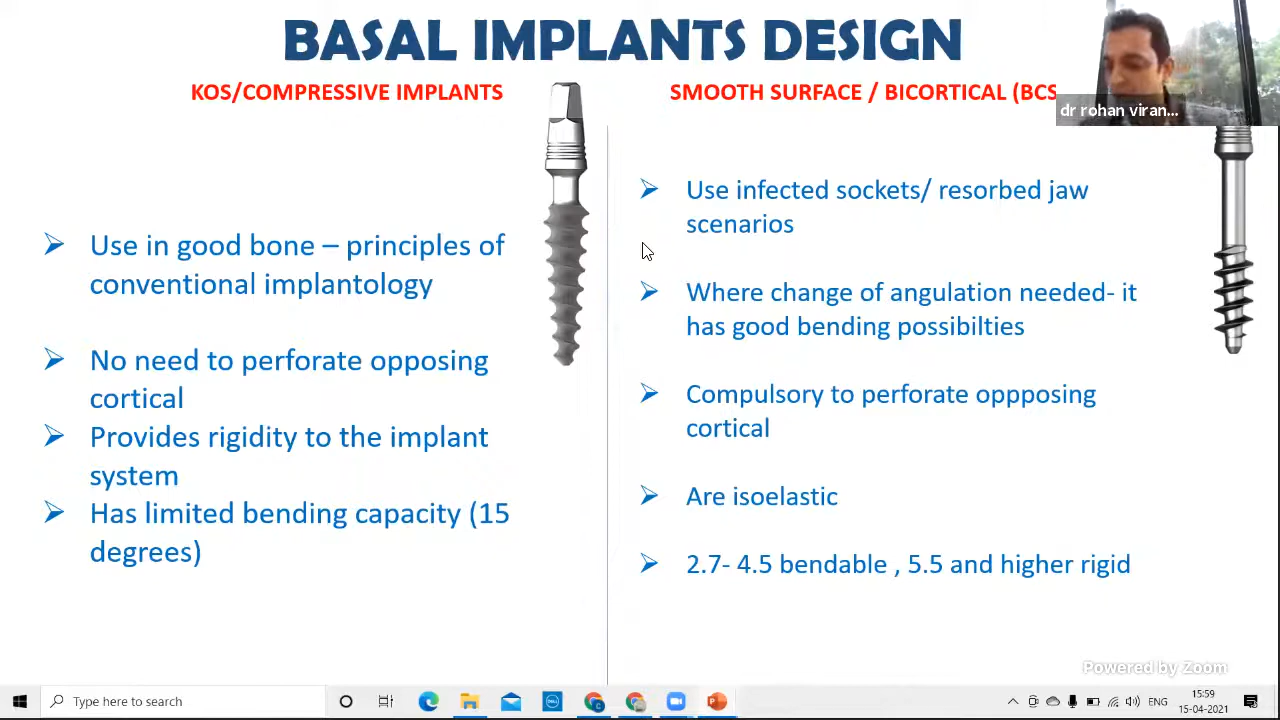 BASAL IMPLANTS DESIGN
KOS/COMPRESSIVE IMPLANTS
Use in good bone – principles of
conventional implantology
No need to perforate opposing
cortical
Provides rigidity to the implant
system
Has limited bending capacity (15
degrees)
SMOOTH SURFACE / BICORTICAL (BCS
Use infected sockets/ resorbed jaw
scenarios
Where change of angulation needed- it
has good bending possibilties
Compulsory to perforate oppposing
cortical
Are isoelastic
2.7- 4.5 bendable , 5.5 and higher rigid
dr rohan viran...
Powered by Zoom
Type here to search
DELL
ENG
15:59
15-04-2021